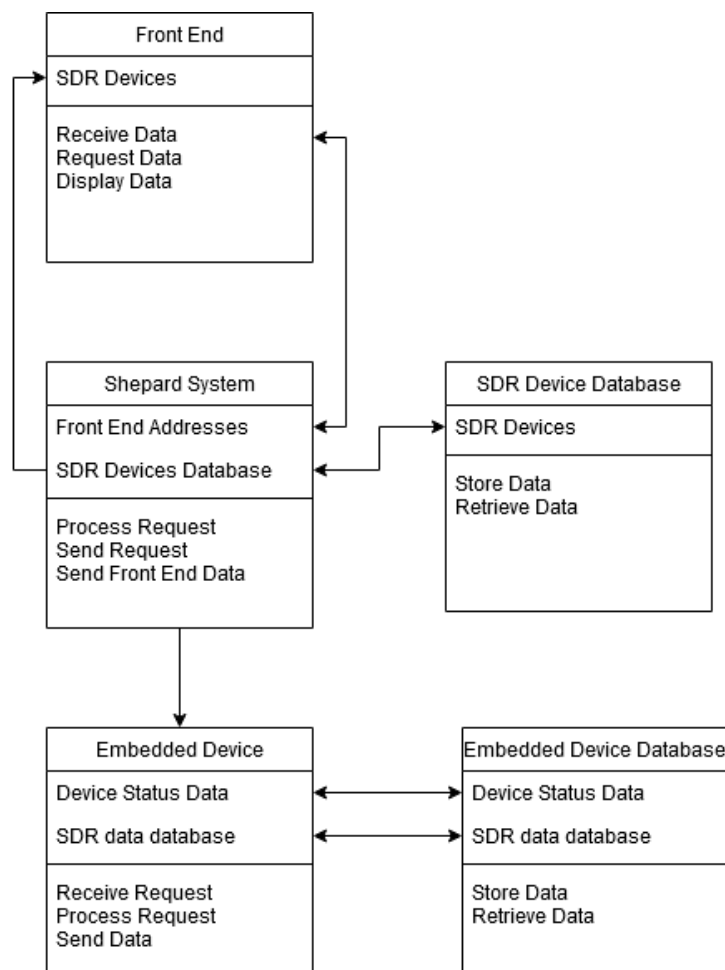 Front End
SDR Devices
Receive Data
Request Data
Display Data
Shepard System
Front End Addresses
SDR Devices Database
Process Request
Send Request
Send Front End Data
SDR Device Database
SDR Devices
Store Data
Retrieve Data
Embedded Device
Device Status Data
SDR data database
Receive Request
Process Request
Send Data
Embedded Device Database
Device Status Data
SDR data database
Store Data
Retrieve Data